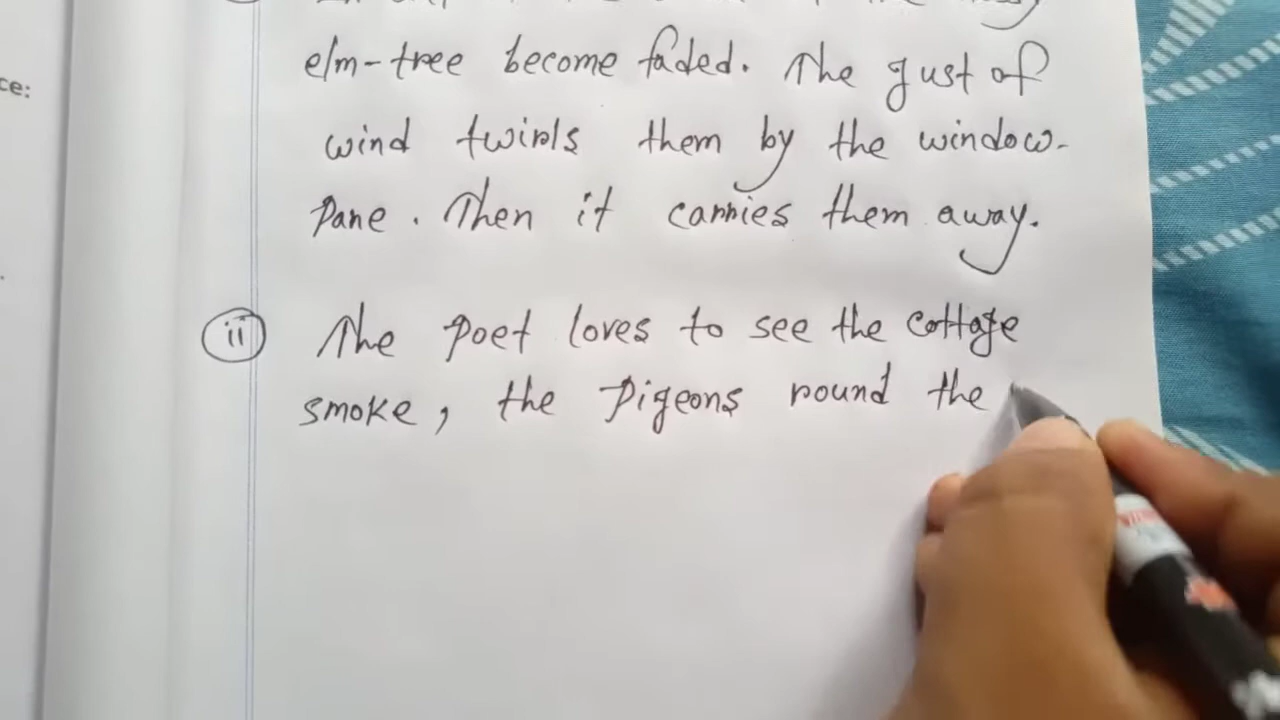 elm-tree become faded. The gust of
ce:
wind twirls them by the window-
pane. Then it carries them away.
ii The poet loves to see the cottage
smoke, the pigeons round the